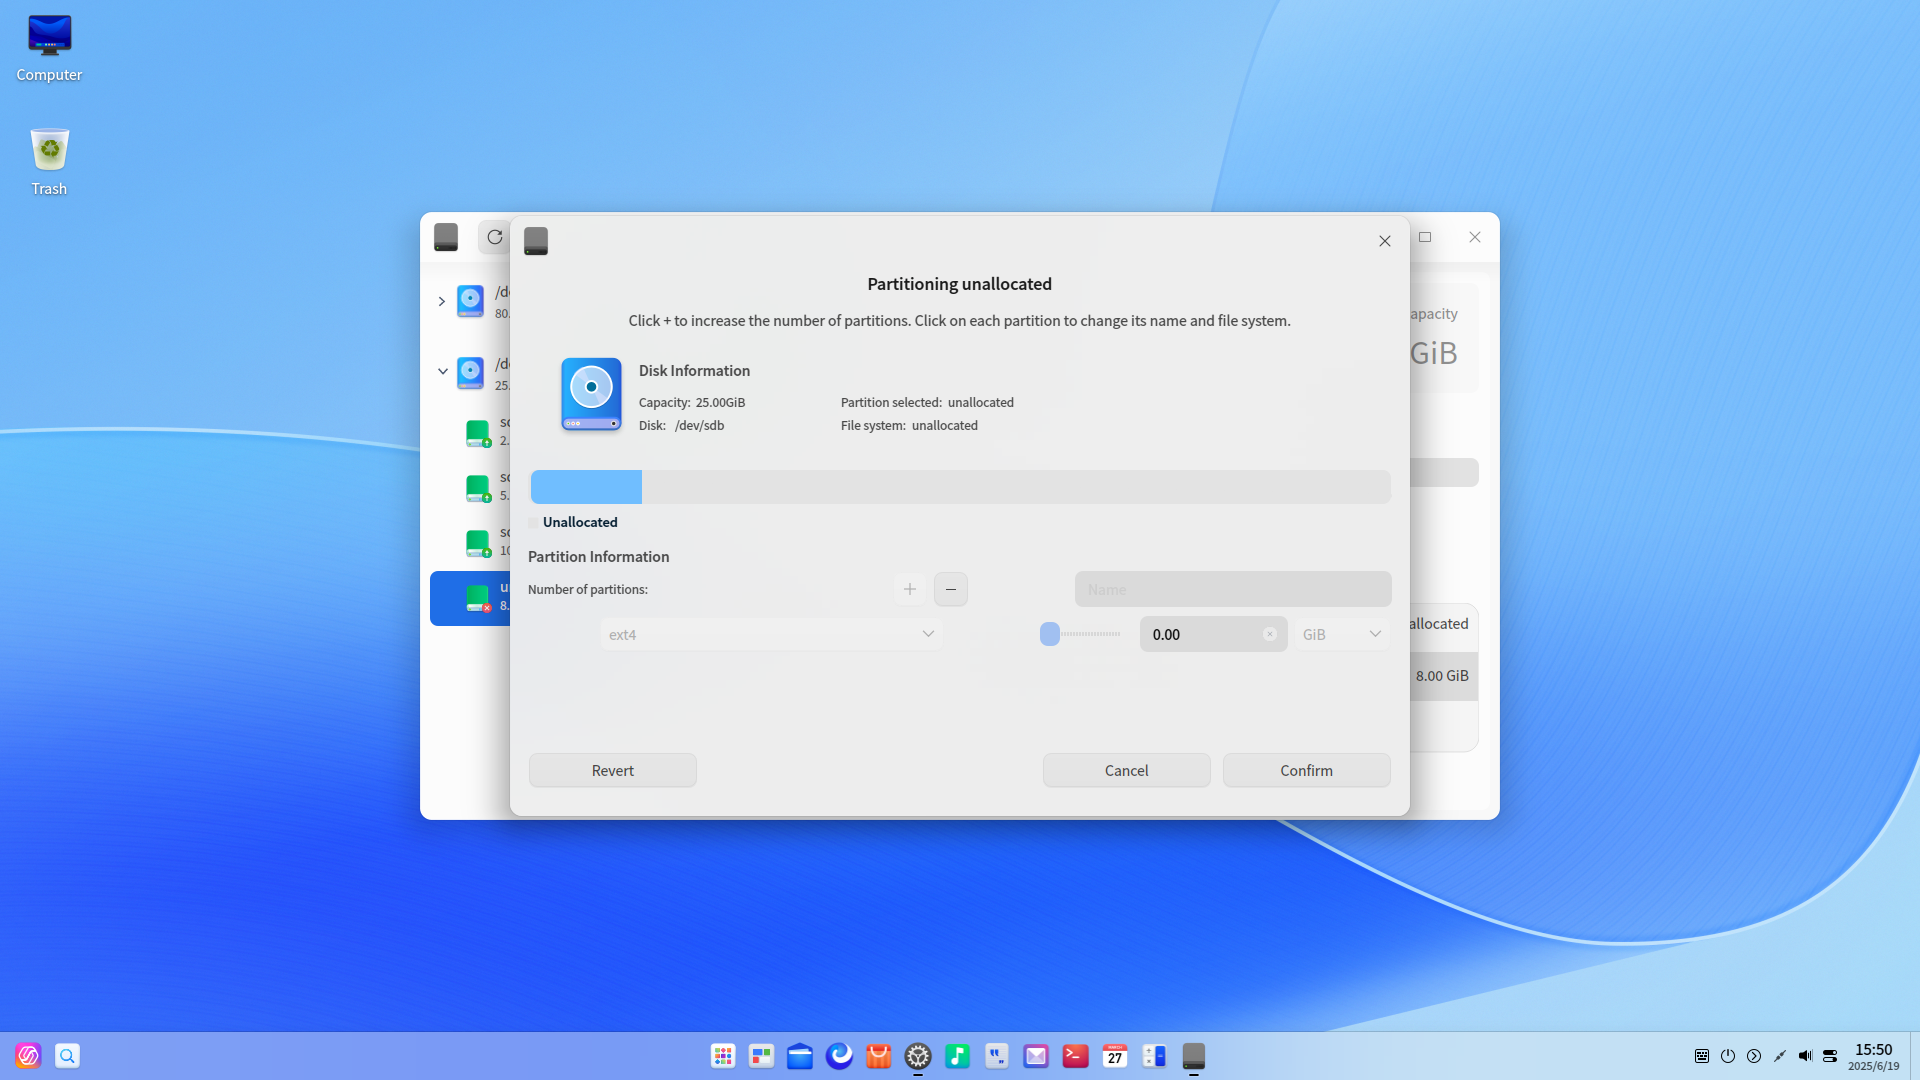 Computer
Trash
Partitioning unallocated
Click + to increase the number of partitions. Click on each partition to change its name and file system.
Disk Information
Capacity: 25.00GiB
Partition selected: unallocated
Disk: /dev/sdb
File system: unallocated
Unallocated
Partition Information
Number of partitions:
Name
ext4
0.00
GiB
Revert
Cancel
Confirm
/d
80.
/d
25.
2.
5.
10
8.
apacity
GiB
allocated
8.00 GiB
MARCH
27
15:50
2025/6/19